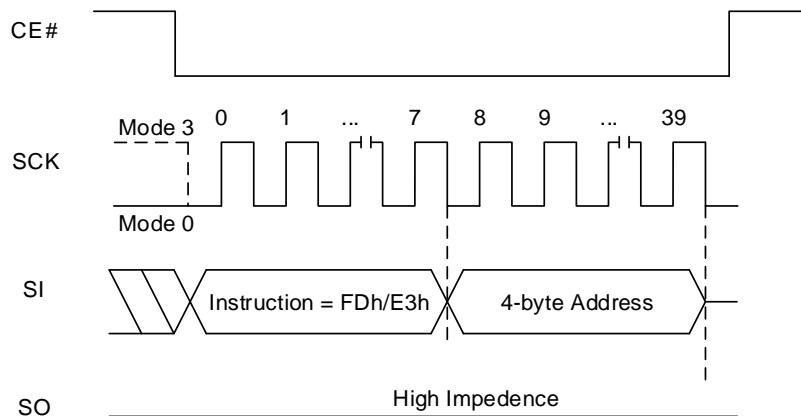 CE#
0 1 ... 7 8 9 ... 39
Mode 3
SCK
Mode 0
SI
Instruction = FDh/E3h
4-byte Address
High Impedence
SO